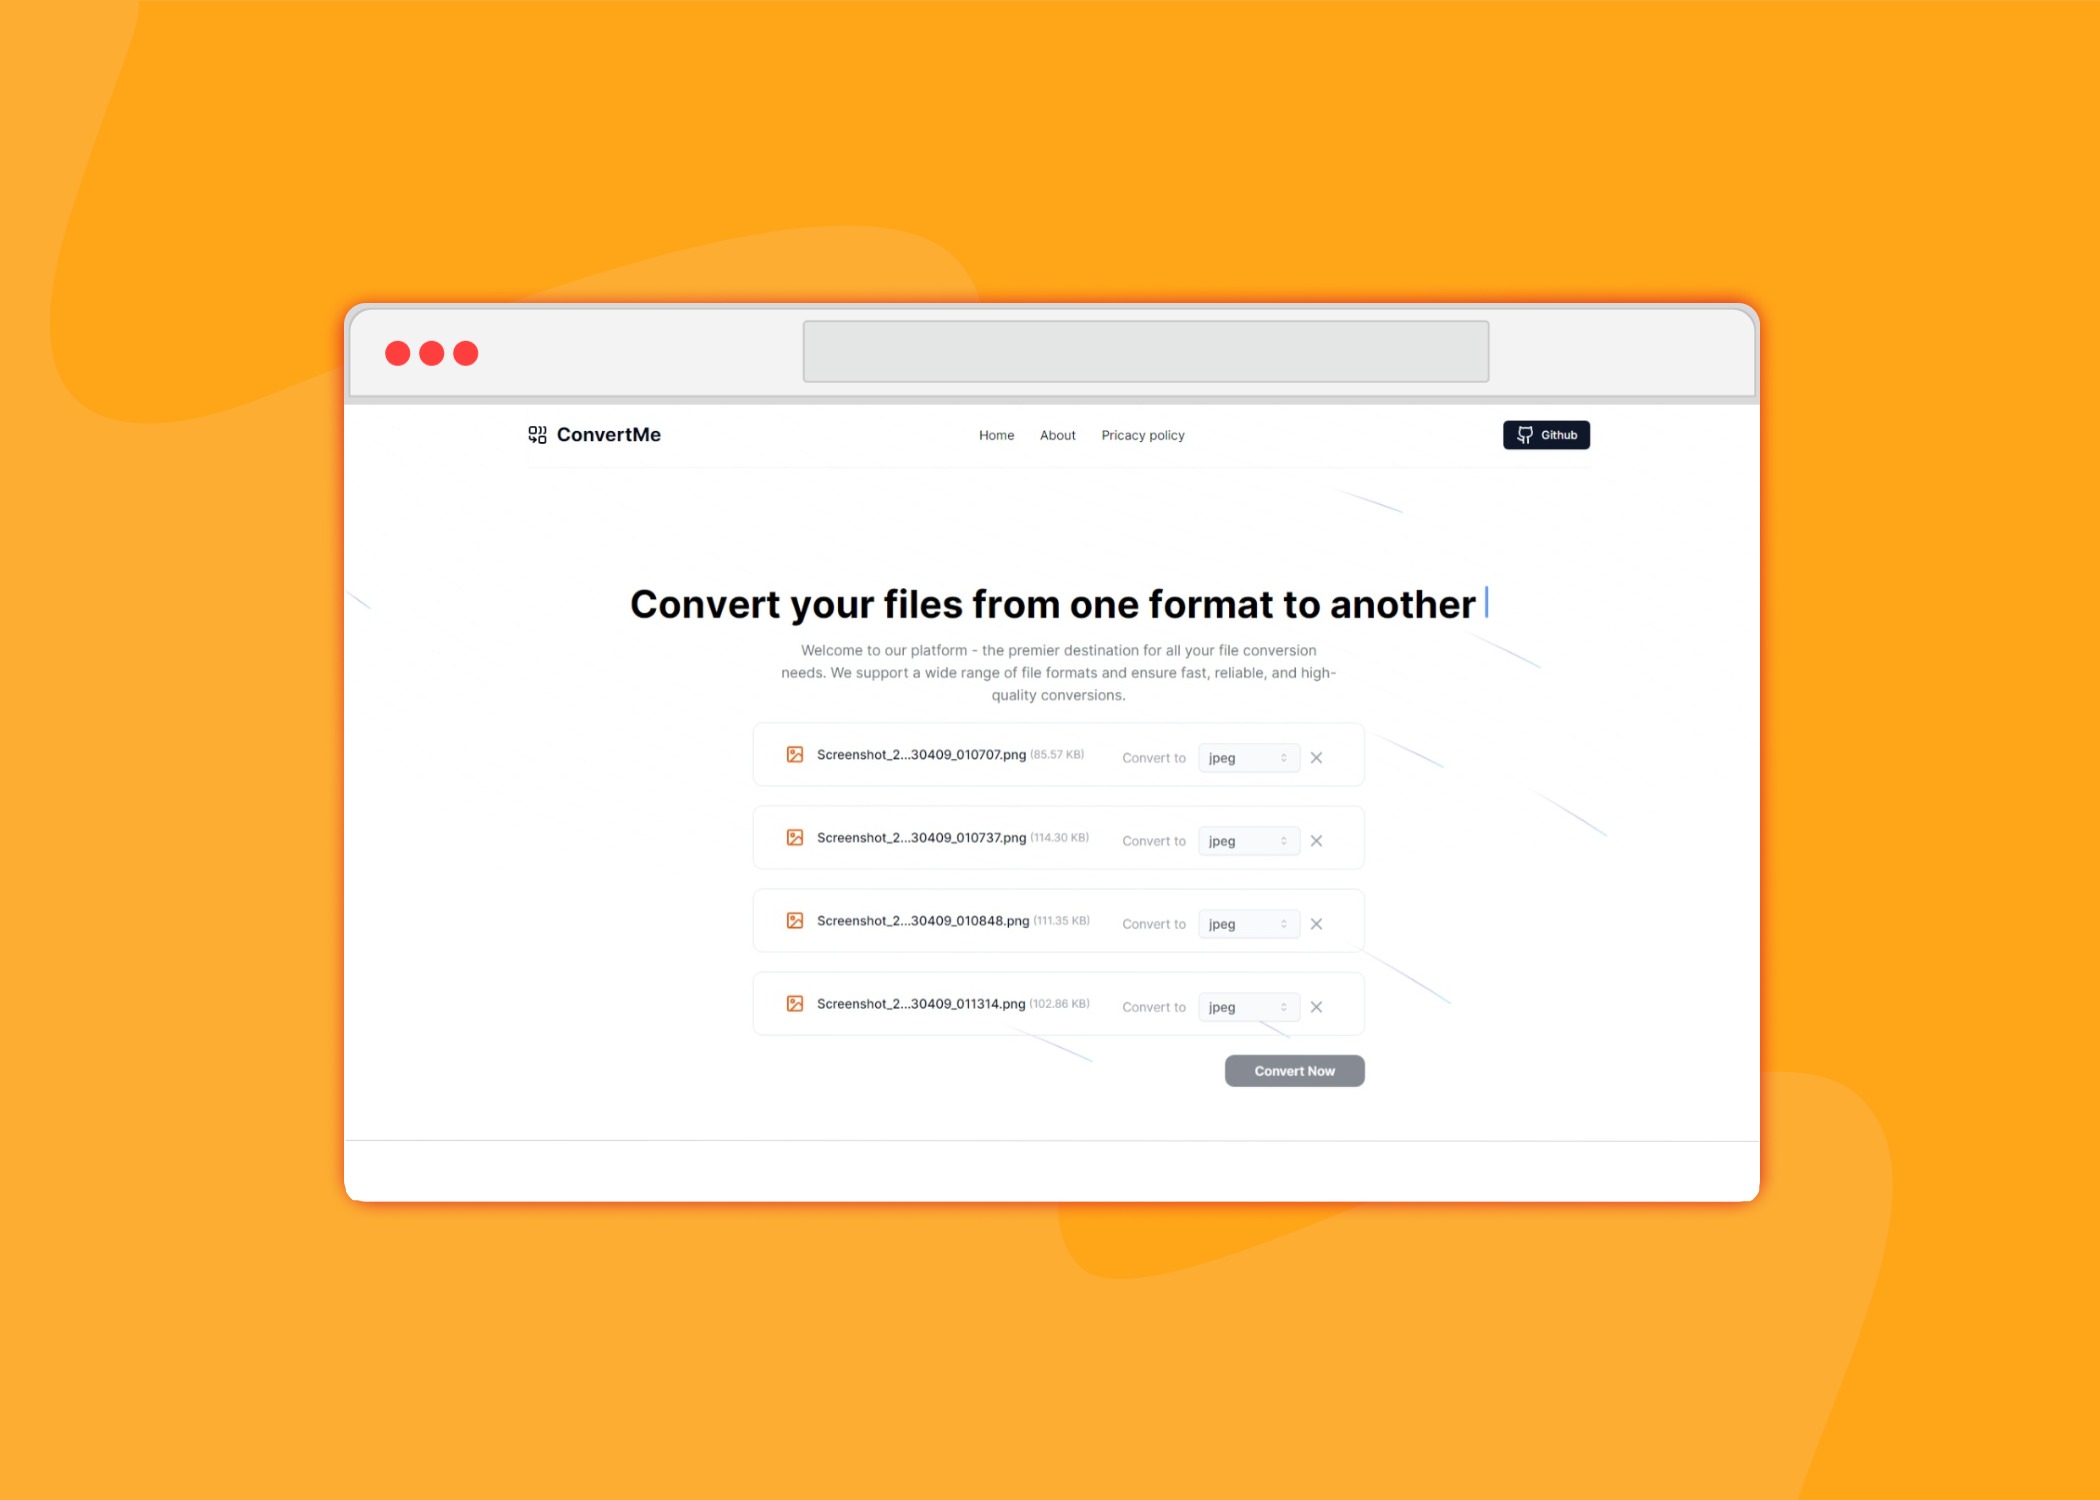 ConvertMe
Home About Pricacy policy
Github
Convert your files from one format to another
Welcome to our platform - the premier destination for all your file conversion
needs. We support a wide range of file formats and ensure fast, reliable, and high-
quality conversions.
Screenshot_2...30409_010707.png (85.57 KB) Convert to jpeg
Screenshot_2...30409_010737.png (114.30 KB) Convert to jpeg
Screenshot_2...30409_010848.png (111.35 KB) Convert to jpeg
Screenshot_2...30409_011314.png (102.86 KB) Convert to jpeg
Convert Now